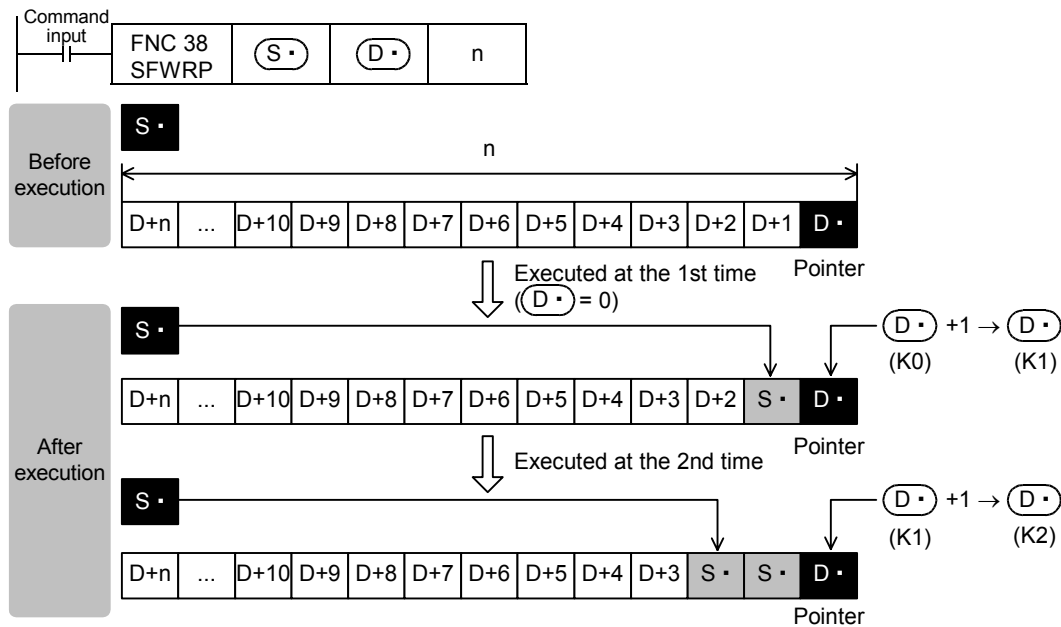 Command
input
FNC 38
SFWRP
S・
D・
n
Before
execution
S・
n
D+n ... D+10 D+9 D+8 D+7 D+6 D+5 D+4 D+3 D+2 D+1 D・
Pointer
Executed at the 1st time
(D・ = 0)
After
execution
S・
D・ +1 → D・
(K0) (K1)
D+n ... D+10 D+9 D+8 D+7 D+6 D+5 D+4 D+3 D+2 S・ D・
Pointer
Executed at the 2nd time
S・
D・ +1 → D・
(K1) (K2)
D+n ... D+10 D+9 D+8 D+7 D+6 D+5 D+4 D+3 S・ S・ D・
Pointer